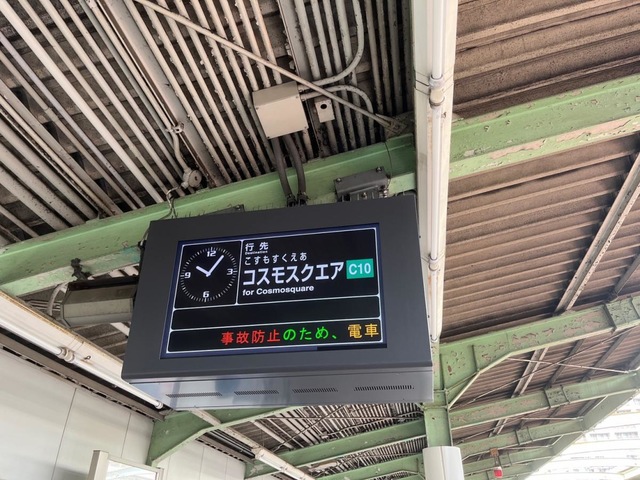 12
3
6
9
行先
Destination
こすもすくえあ
コスモスクエア C10
for Cosmosquare
事故防止のため、電車